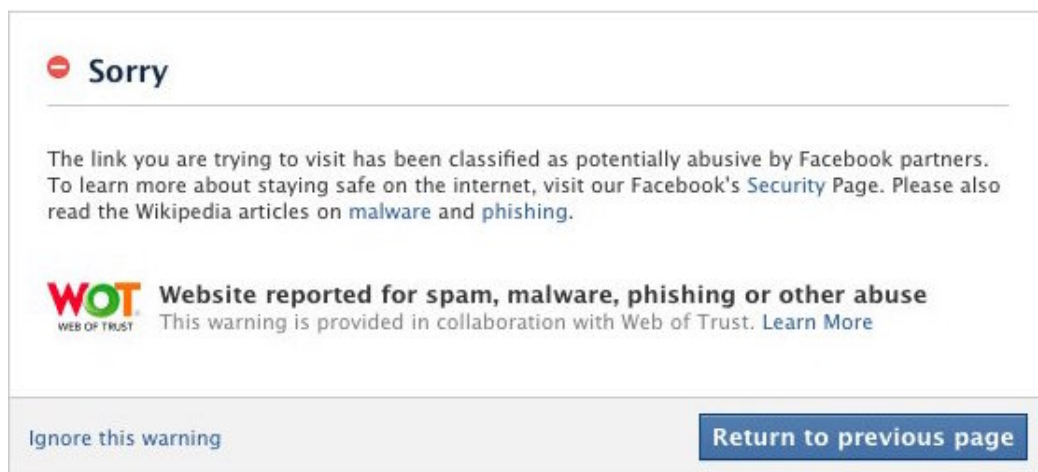 Sorry
The link you are trying to visit has been classified as potentially abusive by Facebook partners.
To learn more about staying safe on the internet, visit our Facebook's Security Page. Please also
read the Wikipedia articles on malware and phishing.
WOT
WEB OF TRUST
Website reported for spam, malware, phishing or other abuse
This warning is provided in collaboration with Web of Trust. Learn More
Ignore this warning
Return to previous page